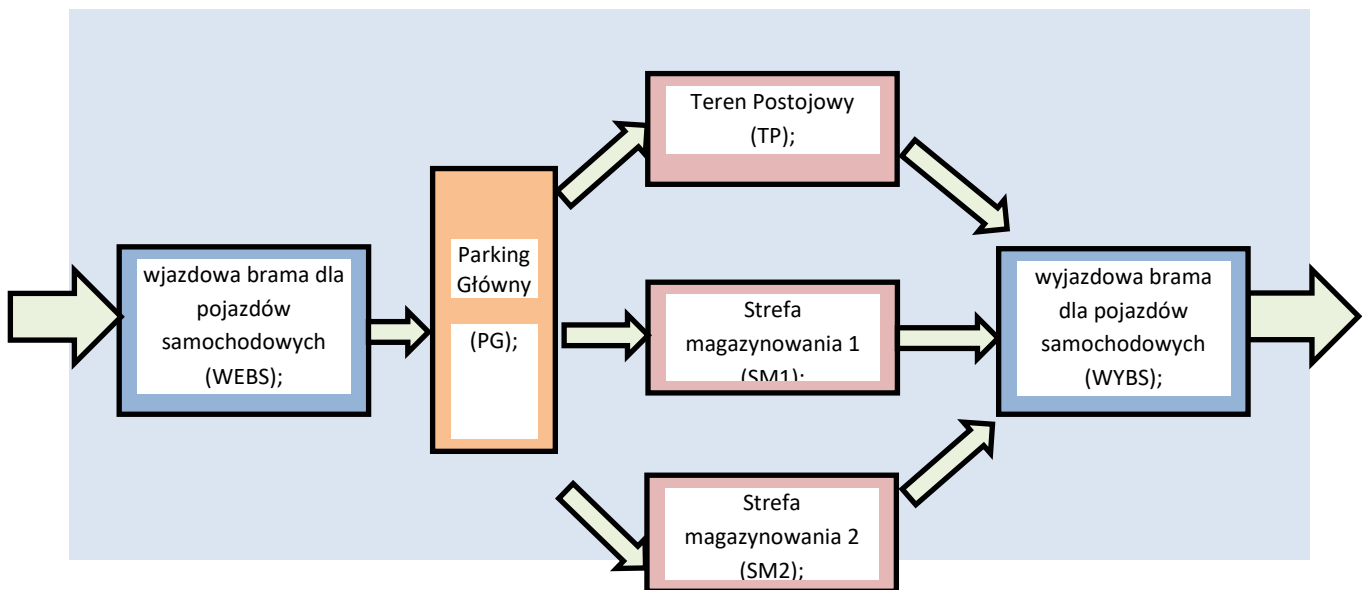 wjazdowa brama dla
pojazdów
samochodowych
(WEBS);
Parking
Główny
(PG);
Teren Postojowy
(TP);
Strefa
magazynowania 1
(SM1);
Strefa
magazynowania 2
(SM2);
wyjazdowa brama
dla pojazdów
samochodowych
(WYBS);